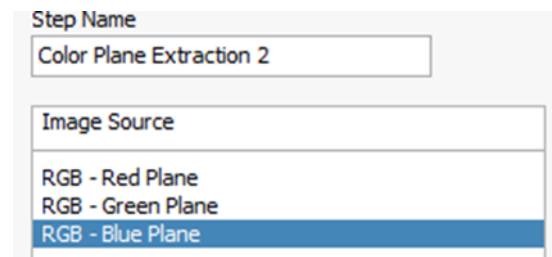 Step Name
Color Plane Extraction 2
Image Source
RGB - Red Plane
RGB - Green Plane
RGB - Blue Plane